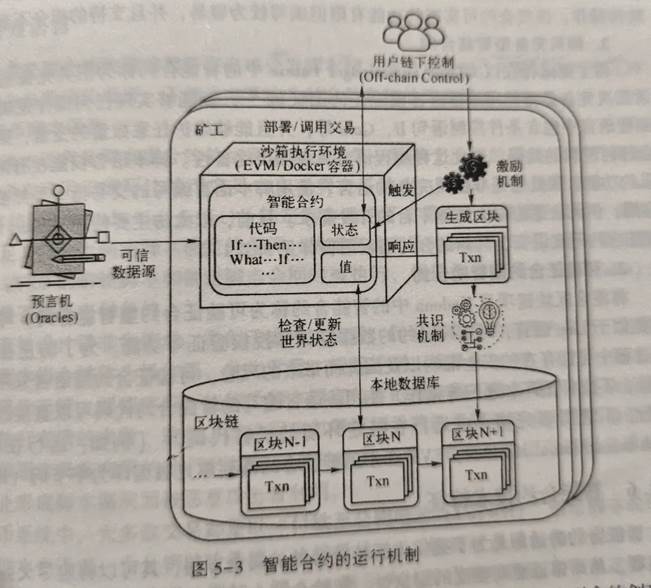 用户链下控制
(Off-chain Control)
矿工
部署/调用交易
沙箱执行环境
(EVM/Docker容器)
智能合约
代码
If…Then…
What…If…
…
状态
值
触发
响应
激励
机制
生成区块
Txn
可信
数据源
预言机
(Oracles)
检查/更新
世界状态
共识
机制
本地数据库
区块链
区块N-1
区块N
区块N+1
…
Txn
Txn
Txn
图 5-3 智能合约的运行机制